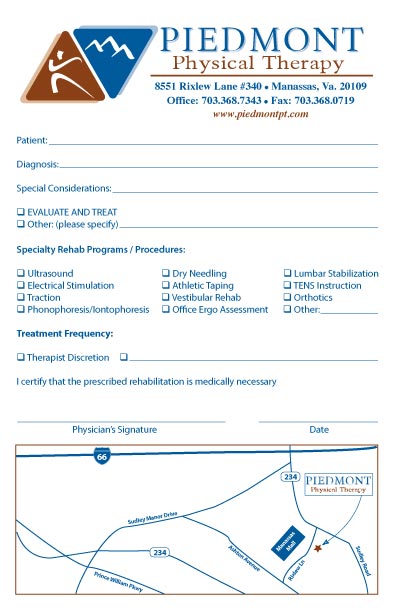 PIEDMONT
Physical Therapy
8551 Rixlew Lane #340 • Manassas, Va. 20109
Office: 703.368.7343 • Fax: 703.368.0719
www.piedmontpt.com
Patient:
Diagnosis:
Special Considerations:
❑ EVALUATE AND TREAT
❑ Other: (please specify)
Specialty Rehab Programs / Procedures:
❑ Ultrasound ❑ Dry Needling ❑ Lumbar Stabilization
❑ Electrical Stimulation ❑ Athletic Taping ❑ TENS Instruction
❑ Traction ❑ Vestibular Rehab ❑ Orthotics
❑ Phonophoresis/Iontophoresis ❑ Office Ergo Assessment ❑ Other:
Treatment Frequency:
❑ Therapist Discretion ❑
I certify that the prescribed rehabilitation is medically necessary
Physician's Signature Date
66
234
PIEDMONT
Physical Therapy
Sudley Manor Drive
Manassas
Mall
234
Ashton Avenue
Rixlew Ln
Sudley Road
Prince William Pkwy